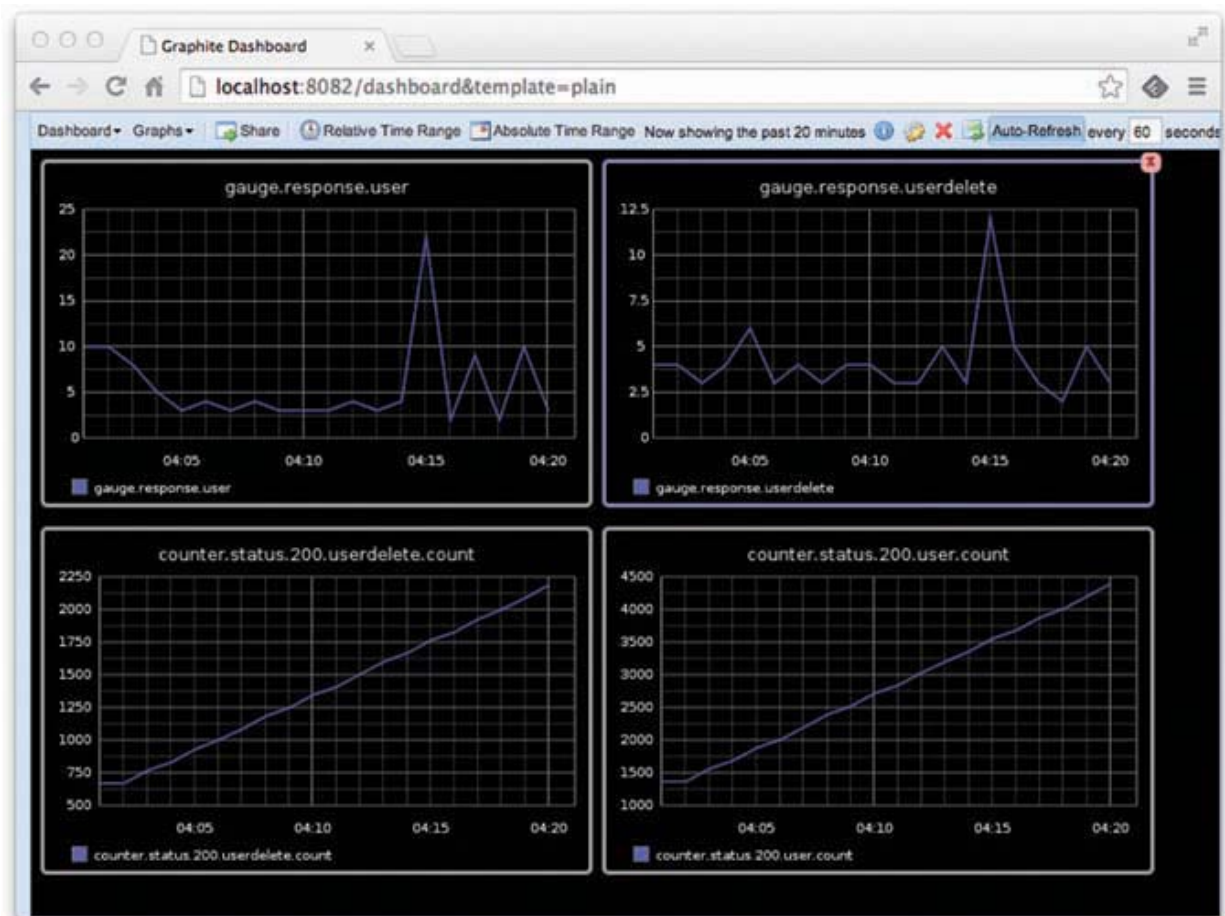 Graphite Dashboard
localhost:8082/dashboard&template=plain
Dashboard Graphs Share Relative Time Range Absolute Time Range Now showing the past 20 minutes Auto-Refresh every 60 seconds
gauge.response.user
25
20
15
10
5
0
04:05 04:10 04:15 04:20
gauge.response.user
gauge.response.userdelete
12.5
10
7.5
5
2.5
0
04:05 04:10 04:15 04:20
gauge.response.userdelete
counter.status.200.userdelete.count
2250
2000
1750
1500
1250
1000
750
500
04:05 04:10 04:15 04:20
counter.status.200.userdelete.count
counter.status.200.user.count
4500
4000
3500
3000
2500
2000
1500
1000
04:05 04:10 04:15 04:20
counter.status.200.user.count